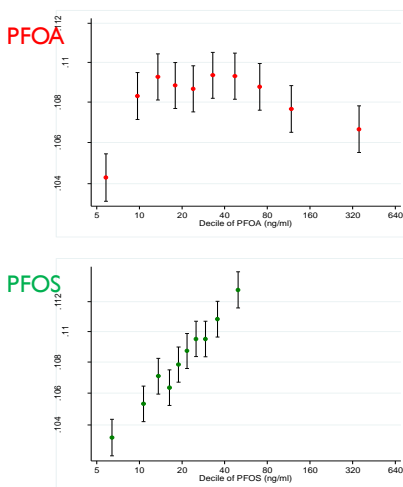 PFOA
.112
.11
.108
.106
.104
5 10 20 40 80 160 320 640
Decile of PFOA (ng/ml)
PFOS
.112
.11
.108
.106
.104
5 10 20 40 80 160 320 640
Decile of PFOS (ng/ml)